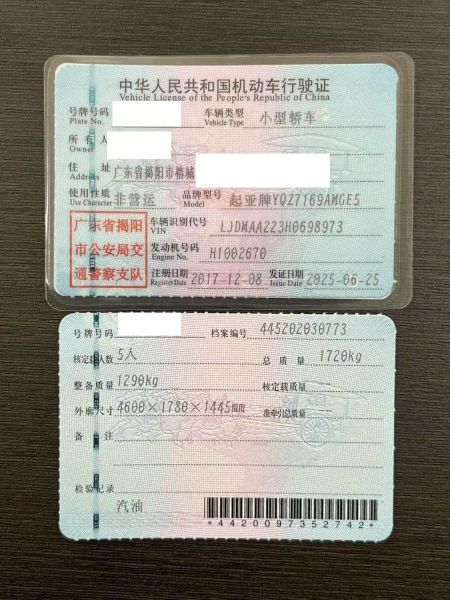 中华人民共和国机动车行驶证
Vehicle License of the People's Republic of China
号牌号码 车辆类型 小型轿车
Plate No. Vehicle Type
所有人
Owner
住址 广东省揭阳市榕城
Address
使用性质 非营运 品牌型号 起亚牌YQZ7169AMGE5
Use Character Model
广东省揭阳市公安局交通警察支队
车辆识别代号 LJDMAA223H0698973
VIN
发动机号码 H1002670
Engine No.
注册日期 2017-12-08 发证日期 2025-06-25
Register Date Issue Date
号牌号码 档案编号 445202030773
核定载人数 5人 总质量 1720kg
整备质量 1290kg 核定载质量
外廓尺寸 4600×1780×1445mm 准牵引总质量
备注
检验记录
汽油
*4420097352742*